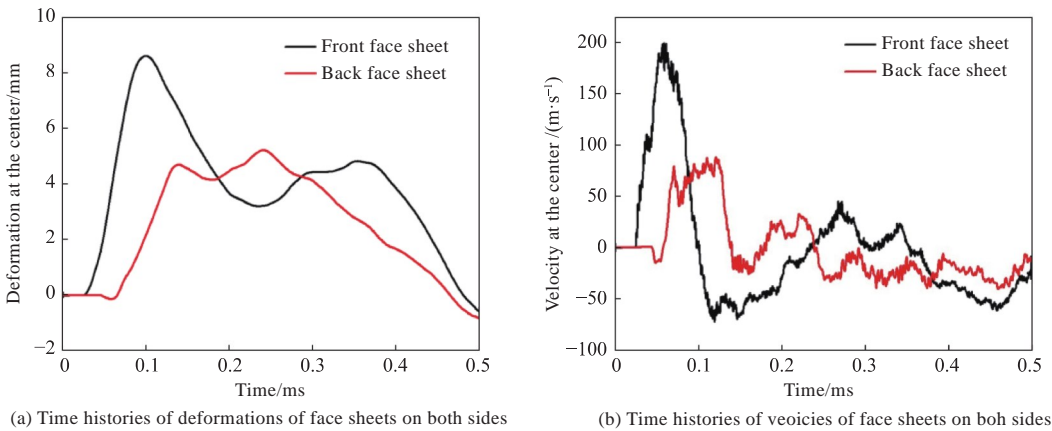 10
8
6
4
2
0
−2
Deformation at the center/mm
Front face sheet
Back face sheet
0 0.1 0.2 0.3 0.4 0.5
Time/ms
(a) Time histories of deformations of face sheets on both sides
200
150
100
50
0
−50
−100
Velocity at the center /(m·s⁻¹)
Front face sheet
Back face sheet
0 0.1 0.2 0.3 0.4 0.5
Time/ms
(b) Time histories of veoicies of face sheets on boh sides